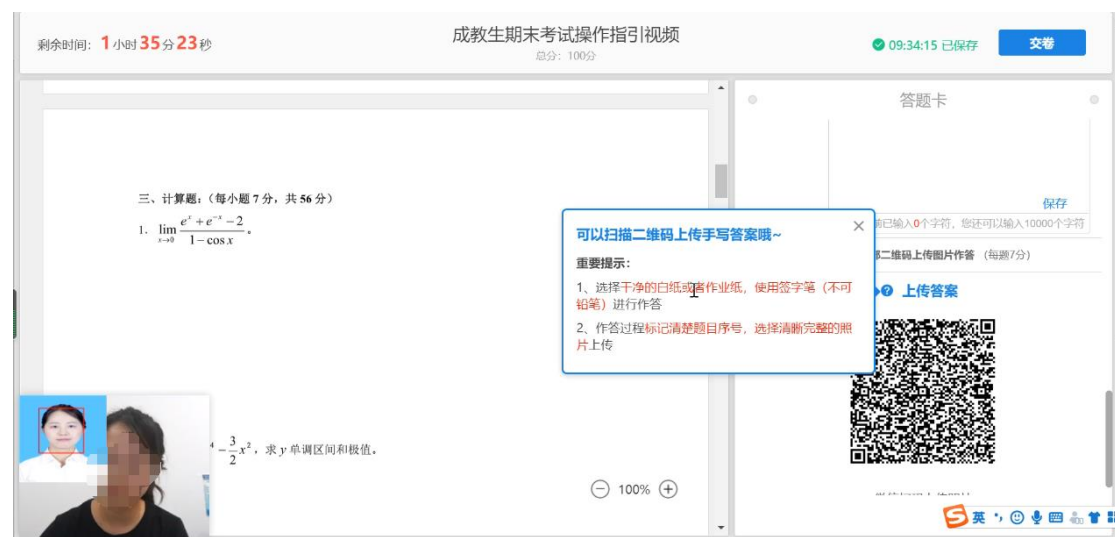 剩余时间：1小时35分23秒
成教生期末考试操作指引视频
总分：100分
09:34:15 已保存
交卷
答题卡
三、计算题：（每小题 7 分，共 56 分）
1. lim x→0 (e^x + e^-x − 2)/(1 − cos x)。
保存
已输入0个字符，您还可以输入10000个字符
可以扫描二维码上传手写答案哦~
重要提示：
1、选择干净的白纸或者作业纸，使用签字笔（不可
铅笔）进行作答
2、作答过程标记清楚题目序号，选择清晰完整的照
片上传
二维码上传图片作答（每题7分）
上传答案
4 − 3/2 x^2，求 y 单调区间和极值。
100%
英